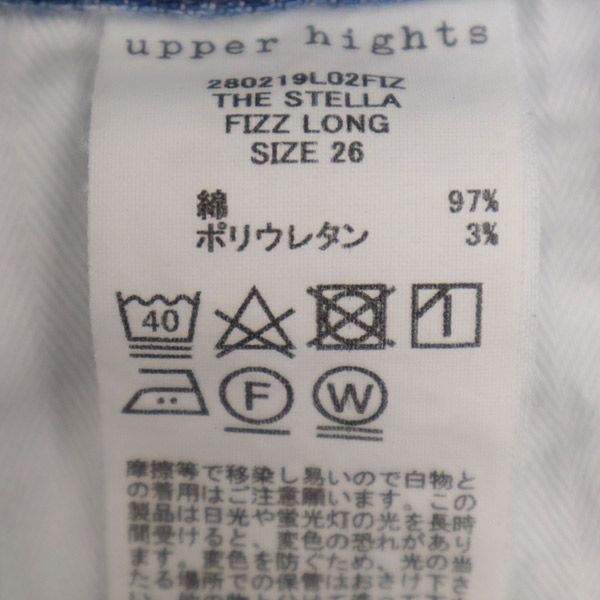 upper hights
280219L02FIZ
THE STELLA
FIZZ LONG
SIZE 26
綿 97%
ポリウレタン 3%
40
F W
摩擦等で移染し易いので白物と
の着用はご注意願います。この
製品は日光や蛍光灯の光を長時
間受けると、変色の恐れがあり
ます。変色を防ぐため、光の当
たる場所での保管はおさけ下さ